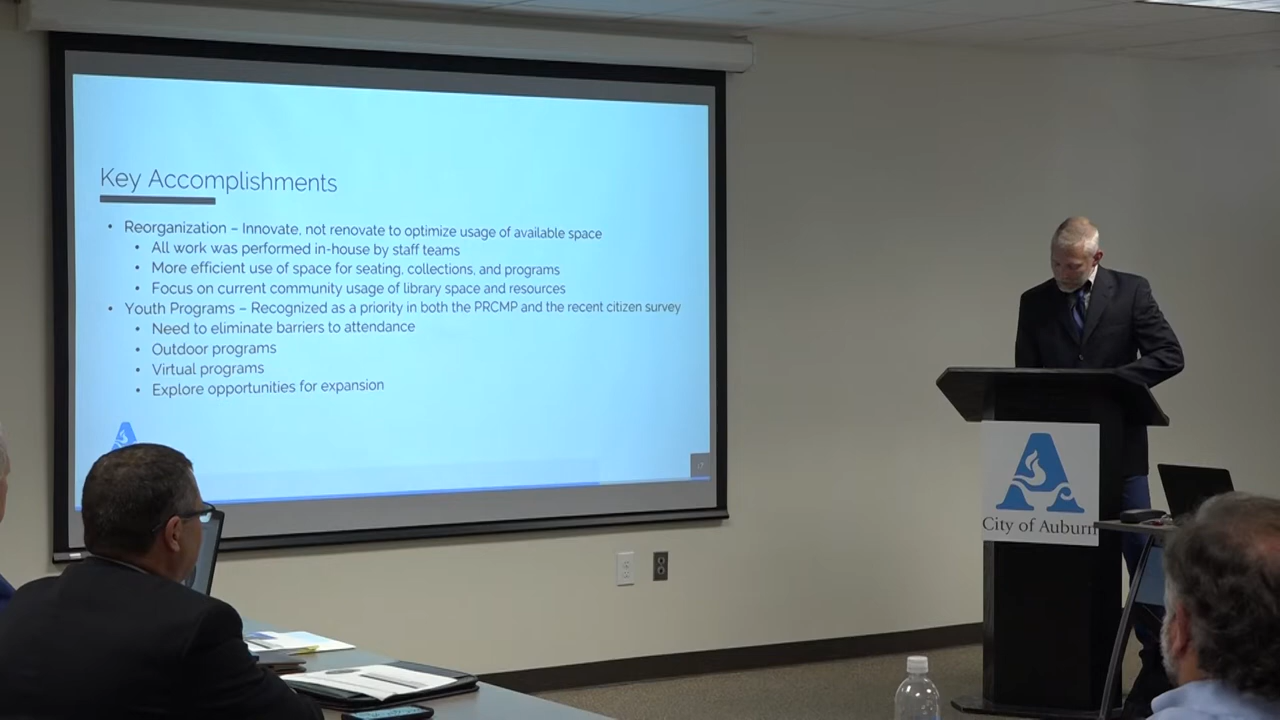 Key Accomplishments
• Reorganization – Innovate, not renovate to optimize usage of available space
• All work was performed in-house by staff teams
• More efficient use of space for seating, collections, and programs
• Focus on current community usage of library space and resources
• Youth Programs – Recognized as a priority in both the PRCMP and the recent citizen survey
• Need to eliminate barriers to attendance
• Outdoor programs
• Virtual programs
• Explore opportunities for expansion
A
City of Auburn